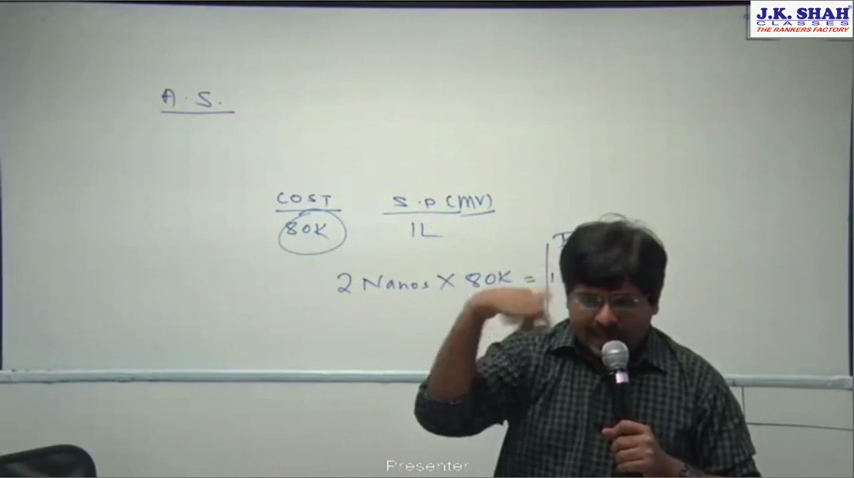 J.K. SHAH®
CLASSES
THE RANKERS FACTORY
A.S.
COST S.P (MV)
80K 1L
2 Nanos X 80K =
Presenter